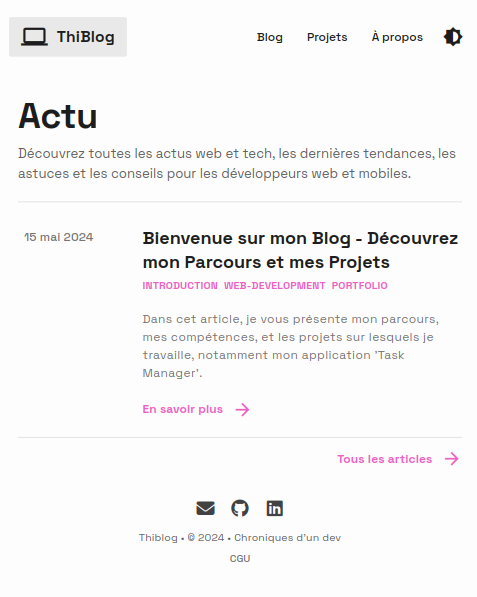 ThiBlog
Blog Projets À propos
Actu
Découvrez toutes les actus web et tech, les dernières tendances, les
astuces et les conseils pour les développeurs web et mobiles.
15 mai 2024
Bienvenue sur mon Blog - Découvrez
mon Parcours et mes Projets
INTRODUCTION WEB-DEVELOPMENT PORTFOLIO
Dans cet article, je vous présente mon parcours,
mes compétences, et les projets sur lesquels je
travaille, notamment mon application 'Task
Manager'.
En savoir plus
Tous les articles
Thiblog • © 2024 • Chroniques d'un dev
CGU